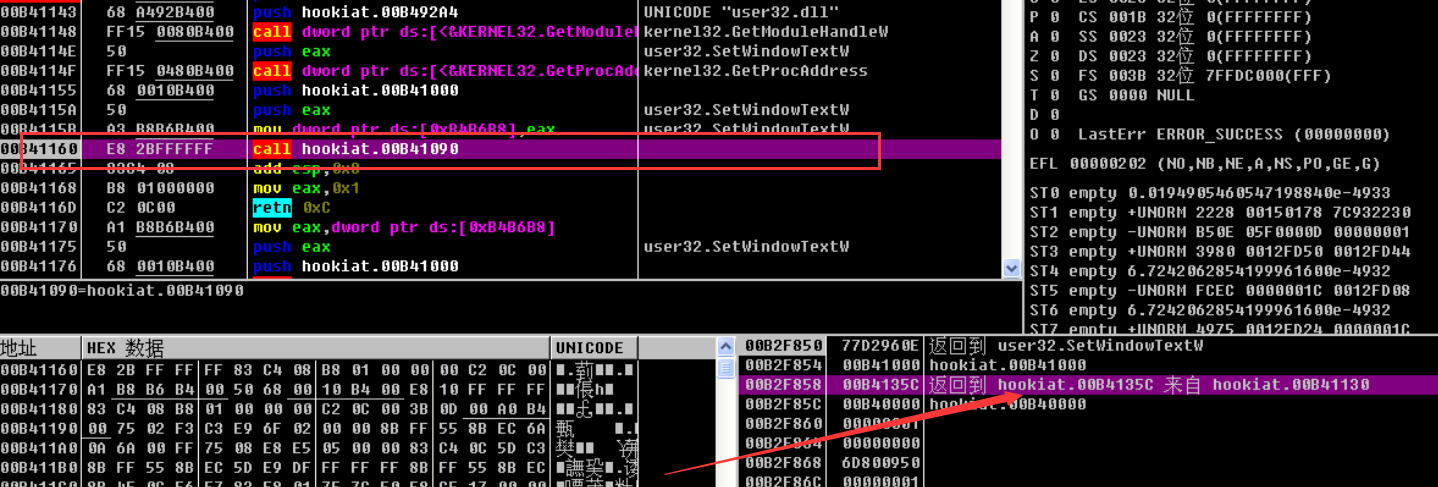 00B41143 68 A492B400 push hookiat.00B492A4 UNICODE "user32.dll"
00B41148 FF15 0080B400 call dword ptr ds:[<&KERNEL32.GetModule kernel32.GetModuleHandleW
00B4114E 50 push eax user32.SetWindowTextW
00B4114F FF15 0480B400 call dword ptr ds:[<&KERNEL32.GetProcAd kernel32.GetProcAddress
00B41155 68 0010B400 push hookiat.00B41000
00B4115A 50 push eax user32.SetWindowTextW
00B4115B A3 B8B6B400 mov dword ptr ds:[0xB4B6B8],eax user32.SetWindowTextW
00B41160 E8 2BFFFFFF call hookiat.00B41090
00B41165 83C4 08 add esp,0x8
00B41168 B8 01000000 mov eax,0x1
00B4116D C2 0C00 retn 0xC
00B41170 A1 B8B6B400 mov eax,dword ptr ds:[0xB4B6B8]
00B41175 50 push eax user32.SetWindowTextW
00B41176 68 0010B400 push hookiat.00B41000
00B41090=hookiat.00B41090
P 0 CS 001B 32位 0(FFFFFFFF)
A 0 SS 0023 32位 0(FFFFFFFF)
Z 0 DS 0023 32位 0(FFFFFFFF)
S 0 FS 003B 32位 7FFDC000(FFF)
T 0 GS 0000 NULL
D 0
O 0 LastErr ERROR_SUCCESS (00000000)
EFL 00000202 (NO,NB,NE,A,NS,PO,GE,G)
ST0 empty 0.0194905460547198840e-4933
ST1 empty +UNORM 2228 00150178 7C932230
ST2 empty -UNORM B50E 05F0000D 00000001
ST3 empty +UNORM 3980 0012FD50 0012FD44
ST4 empty 6.7242062854199961600e-4932
ST5 empty -UNORM FCEC 0000001C 0012FD08
ST6 empty 6.7242062854199961600e-4932
ST7 empty +UNORM 4975 0012FD24 0000001C
地址 HEX 数据 UNICODE
00B41160 E8 2B FF FF FF 83 C4 08 B8 01 00 00 00 C2 0C 00
00B41170 A1 B8 B6 B4 00 50 68 00 10 B4 00 E8 10 FF FF FF
00B41180 83 C4 08 B8 01 00 00 00 C2 0C 00 3B 0D 00 A0 B4
00B41190 00 75 02 F3 C3 E9 6F 02 00 00 8B FF 55 8B EC 6A
00B411A0 0A 6A 00 FF 75 08 E8 E5 05 00 00 83 C4 0C 5D C3
00B411B0 8B FF 55 8B EC 5D E9 DF FF FF FF 8B FF 55 8B EC
00B2F850 77D2960E 返回到 user32.SetWindowTextW
00B2F854 00B41000 hookiat.00B41000
00B2F858 00B4135C 返回到 hookiat.00B4135C 来自 hookiat.00B41130
00B2F85C 00B40000 hookiat.00B40000
00B2F860 00000001
00B2F864 00000000
00B2F868 6D800950
00B2F86C 00000001